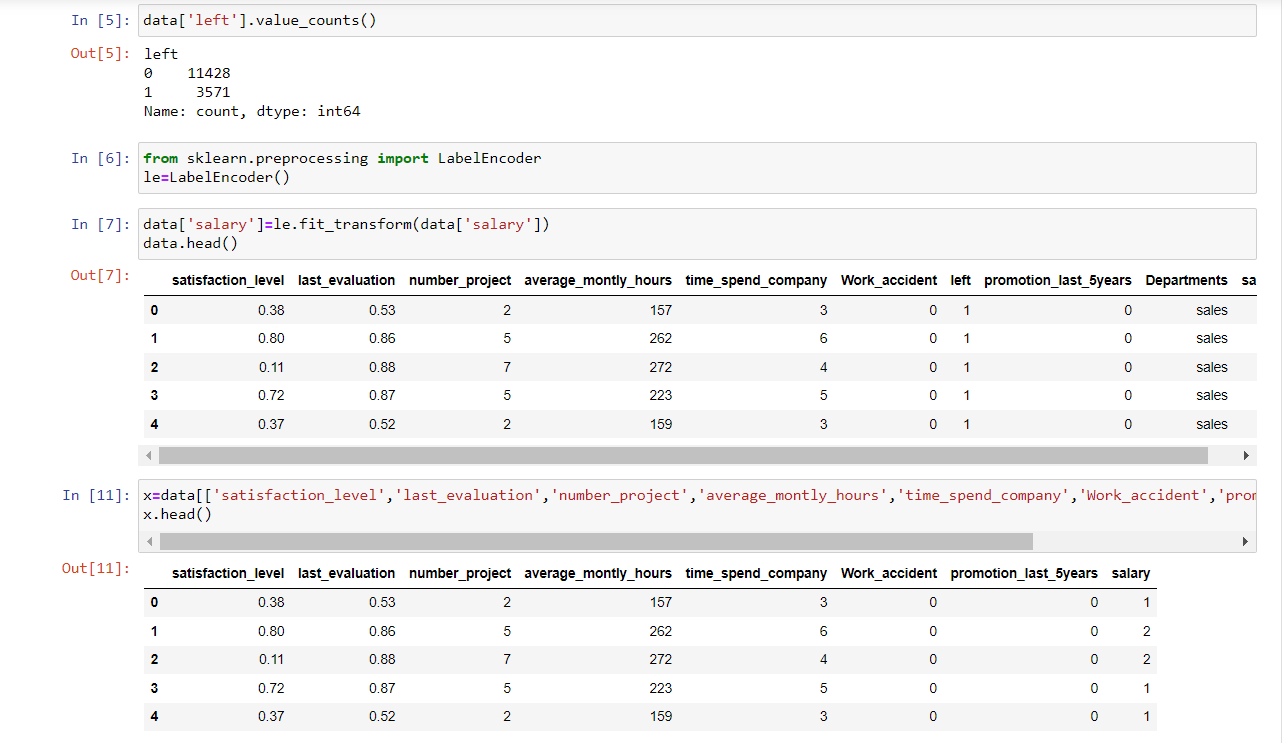 In [5]: data['left'].value_counts()
Out[5]: left
0 11428
1 3571
Name: count, dtype: int64
In [6]: from sklearn.preprocessing import LabelEncoder
le=LabelEncoder()
In [7]: data['salary']=le.fit_transform(data['salary'])
data.head()
Out[7]:
satisfaction_level last_evaluation number_project average_montly_hours time_spend_company Work_accident left promotion_last_5years Departments sa
0 0.38 0.53 2 157 3 0 1 0 sales
1 0.80 0.86 5 262 6 0 1 0 sales
2 0.11 0.88 7 272 4 0 1 0 sales
3 0.72 0.87 5 223 5 0 1 0 sales
4 0.37 0.52 2 159 3 0 1 0 sales
In [11]: x=data[['satisfaction_level','last_evaluation','number_project','average_montly_hours','time_spend_company','Work_accident','pror
x.head()
Out[11]:
satisfaction_level last_evaluation number_project average_montly_hours time_spend_company Work_accident promotion_last_5years salary
0 0.38 0.53 2 157 3 0 0 1
1 0.80 0.86 5 262 6 0 0 2
2 0.11 0.88 7 272 4 0 0 2
3 0.72 0.87 5 223 5 0 0 1
4 0.37 0.52 2 159 3 0 0 1